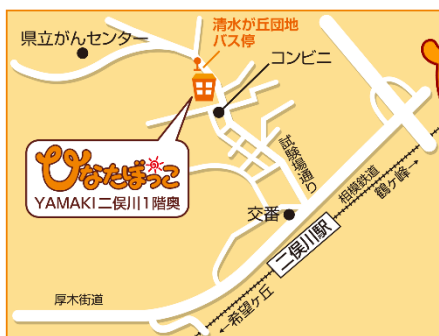 清水が丘団地
バス停
県立がんセンター
コンビニ
ひなたぼっこ
YAMAKI二俣川1階奥
試験場通り
相模鉄道
鶴ヶ峰→
交番
二俣川駅
厚木街道
←希望ヶ丘